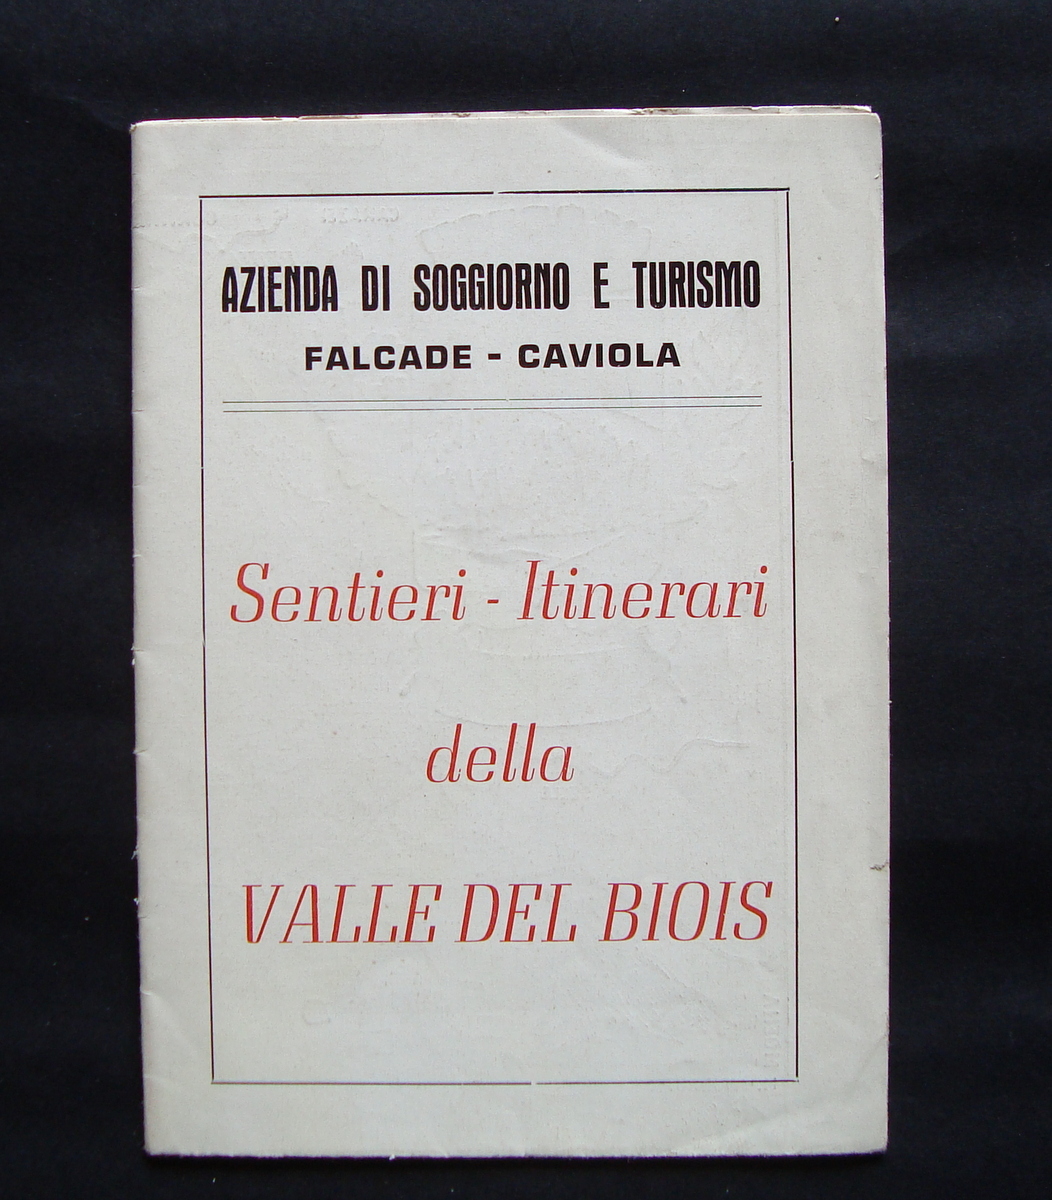 AZIENDA DI SOGGIORNO E TURISMO
FALCADE - CAVIOLA
Sentieri - Itinerari
della
VALLE DEL BIOIS